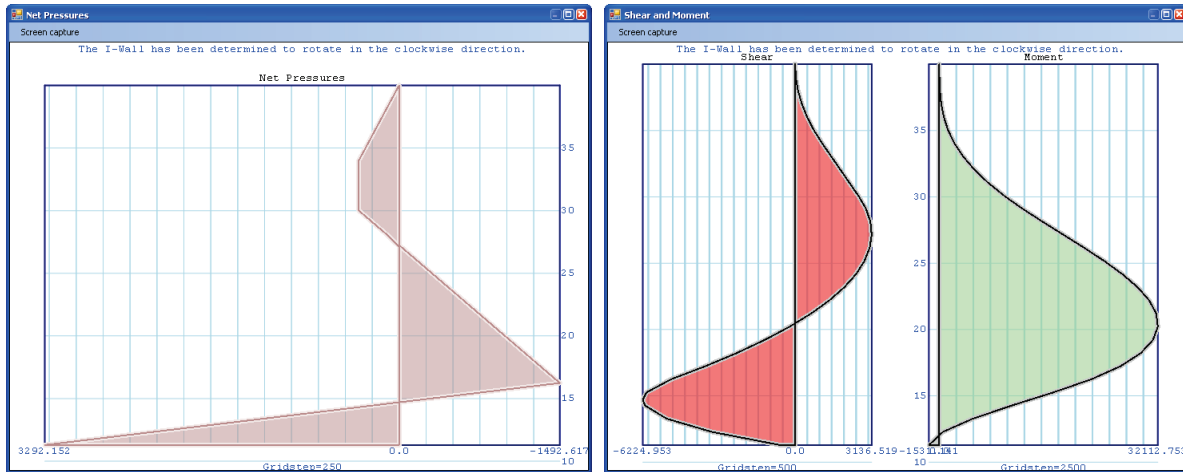 Net Pressures
Screen capture
The I-Wall has been determined to rotate in the clockwise direction.
Net Pressures
35
30
25
20
15
3292.152 0.0 -1492.617
10
Gridstep=250
Shear and Moment
Screen capture
The I-Wall has been determined to rotate in the clockwise direction.
Shear Moment
35
30
25
20
15
-6224.953 0.0 3136.519 32112.753
10
Gridstep=500 Gridstep=2500